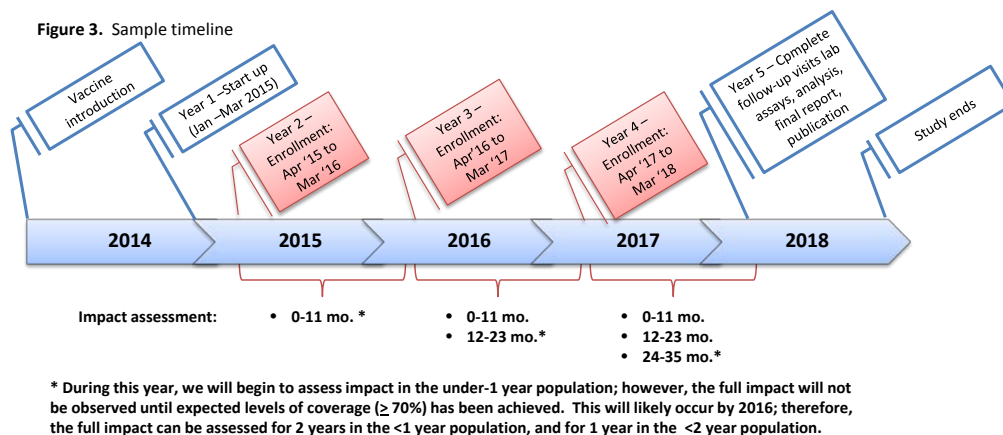 Figure 3. Sample timeline
Vaccine
introduction
Year 1 –Start up
(Jan –Mar 2015)
Year 2 –
Enrollment:
Apr ‘15 to
Mar ‘16
Year 3 –
Enrollment:
Apr‘16 to
Mar ‘17
Year 4 –
Enrollment:
Apr ‘17 to
Mar ‘18
Year 5 – Cpmplete
follow-up visits lab
assays, analysis,
final report,
publication
Study ends
2014
2015
2016
2017
2018
Impact assessment:
• 0-11 mo. *
• 0-11 mo.
• 12-23 mo.*
• 0-11 mo.
• 12-23 mo.
• 24-35 mo.*
* During this year, we will begin to assess impact in the under-1 year population; however, the full impact will not
be observed until expected levels of coverage (≥ 70%) has been achieved. This will likely occur by 2016; therefore,
the full impact can be assessed for 2 years in the <1 year population, and for 1 year in the <2 year population.